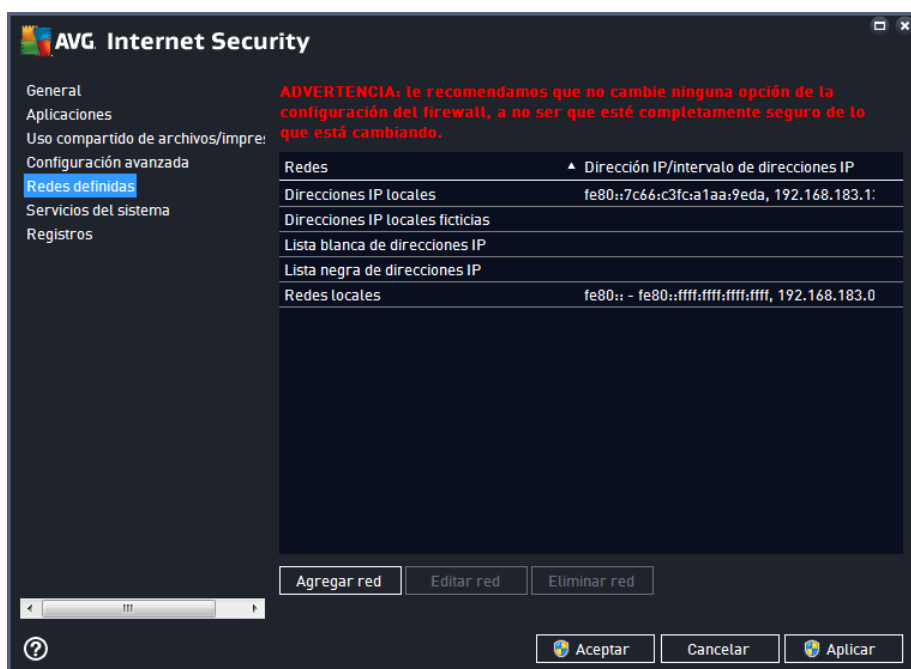 AVG. Internet Security
General
Aplicaciones
Uso compartido de archivos/impre
Configuración avanzada
Redes definidas
Servicios del sistema
Registros
ADVERTENCIA: le recomendamos que no cambie ninguna opción de la
configuración del firewall, a no ser que esté completamente seguro de lo
que está cambiando.
Redes ▲ Dirección IP/intervalo de direcciones IP
Direcciones IP locales fe80::7c66:c3fc:a1aa:9eda, 192.168.183.1
Direcciones IP locales ficticias
Lista blanca de direcciones IP
Lista negra de direcciones IP
Redes locales fe80:: - fe80::ffff:ffff:ffff:ffff, 192.168.183.0
Agregar red Editar red Eliminar red
Aceptar Cancelar Aplicar